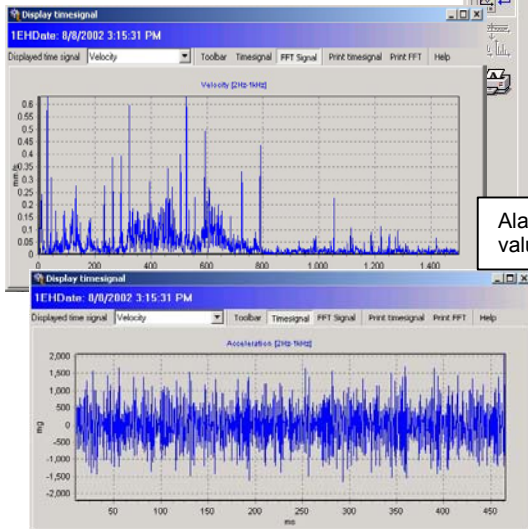 Display timesignal
1EHDate: 8/8/2002 3:15:31 PM
Displayed time signal Velocity Toolbar Timesignal FFT Signal Print timesignal Print FFT Help
Velocity [2Hz-1kHz]
0.6
0.55
0.5
0.45
0.4
0.35
0.3
0.25
0.2
0.15
0.1
0.05
0
mm/s
0 200 400 600 800 1.000 1.200 1.400
Ala
valu
Display timesignal
1EHDate: 8/8/2002 3:15:31 PM
Displayed time signal Velocity Toolbar Timesignal FFT Signal Print timesignal Print FFT Help
Acceleration [2Hz-1kHz]
2,000
1,500
1,000
500
0
-500
-1,000
-1,500
-2,000
mg
50 100 150 200 250 300 350 400 450
ms